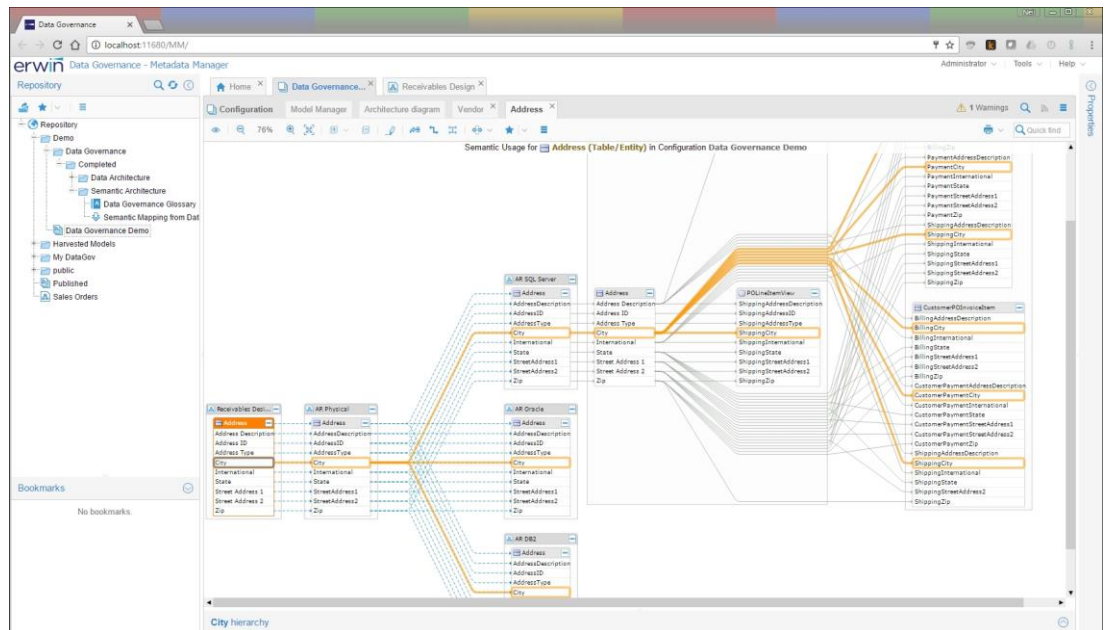 Data Governance
localhost:11680/MM/
erwin Data Governance - Metadata Manager
Administrator
Tools
Help
Repository
Home
Data Governance...
Receivables Design
Configuration
Model Manager
Architecture diagram
Vendor
Address
1 Warnings
Properties
76%
Quick find
Semantic Usage for Address (Table/Entity) in Configuration Data Governance Demo
Repository
Demo
Data Governance
Completed
Data Architecture
Semantic Architecture
Data Governance Glossary
Semantic Mapping from Dat
Data Governance Demo
Harvested Models
My DataGov
public
Published
Sales Orders
Bookmarks
No bookmarks.
Receivables Desi...
Address
Address Description
Address ID
Address Type
City
International
State
Street Address 1
Street Address 2
Zip
AR Physical
Address
AddressDescription
AddressID
AddressType
City
International
State
StreetAddress1
StreetAddress2
Zip
AR SQL Server
Address
AddressDescription
AddressID
AddressType
City
International
State
StreetAddress1
StreetAddress2
Zip
AR Oracle
Address
AddressDescription
AddressID
AddressType
City
International
State
StreetAddress1
StreetAddress2
Zip
AR DB2
Address
AddressDescription
AddressID
AddressType
City
Address
Address Description
Address ID
Address Type
City
International
State
Street Address 1
Street Address 2
Zip
POLineItemView
ShippingAddressDescription
ShippingAddressID
ShippingAddressType
ShippingCity
ShippingInternational
ShippingState
ShippingStreetAddress1
ShippingStreetAddress2
ShippingZip
BillingZip
PaymentAddressDescription
PaymentCity
PaymentInternational
PaymentState
PaymentStreetAddress1
PaymentStreetAddress2
PaymentZip
ShippingAddressDescription
ShippingCity
ShippingInternational
ShippingState
ShippingStreetAddress1
ShippingStreetAddress2
ShippingZip
CustomerPOInvoiceItem
BillingAddressDescription
BillingCity
BillingInternational
BillingState
BillingStreetAddress1
BillingStreetAddress2
BillingZip
CustomerPaymentAddressDescription
CustomerPaymentCity
CustomerPaymentInternational
CustomerPaymentState
CustomerPaymentStreetAddress1
CustomerPaymentStreetAddress2
CustomerPaymentZip
ShippingAddressDescription
ShippingCity
ShippingInternational
ShippingState
ShippingStreetAddress2
ShippingZip
City hierarchy